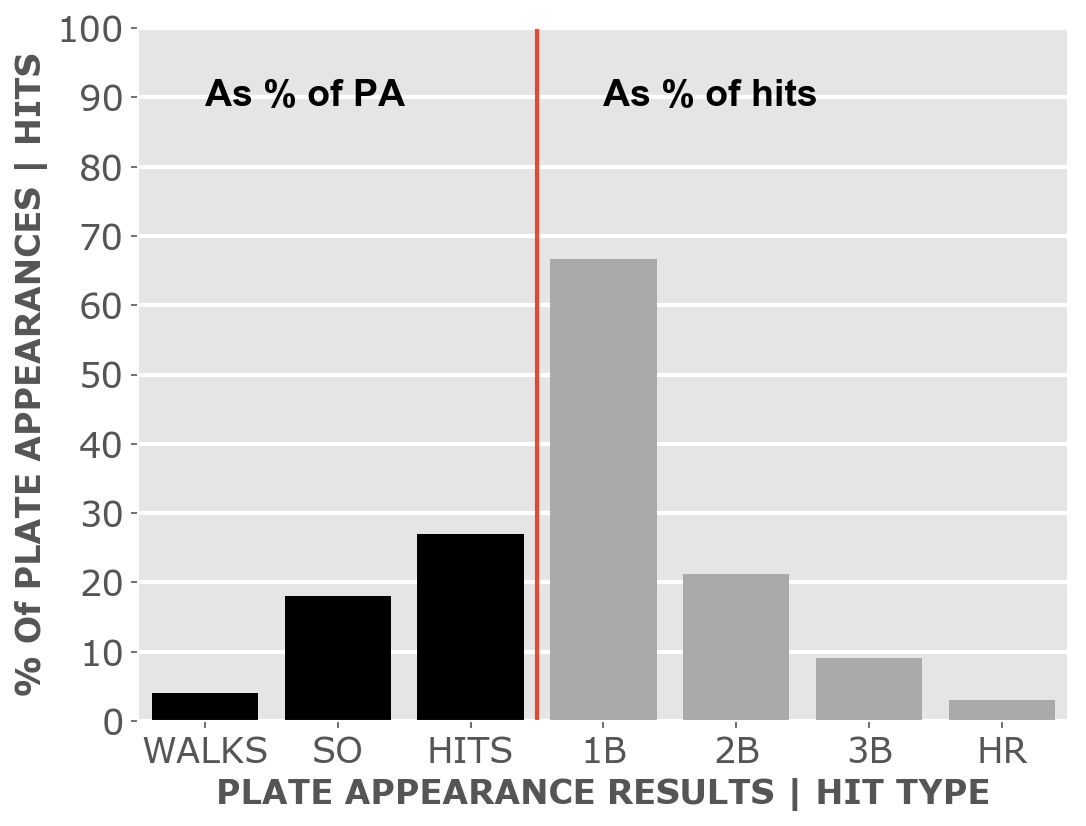 % Of PLATE APPEARANCES | HITS
100
90
80
70
60
50
40
30
20
10
0
As % of PA
As % of hits
WALKS SO HITS 1B 2B 3B HR
PLATE APPEARANCE RESULTS | HIT TYPE